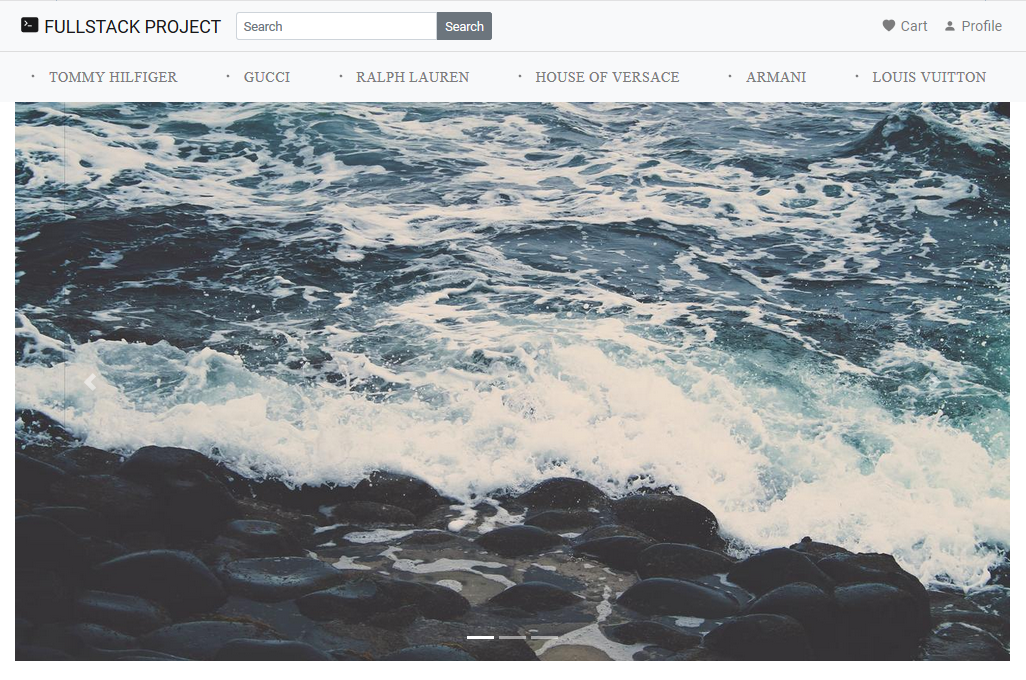 FULLSTACK PROJECT Search Search Cart Profile
· TOMMY HILFIGER · GUCCI · RALPH LAUREN · HOUSE OF VERSACE · ARMANI · LOUIS VUITTON